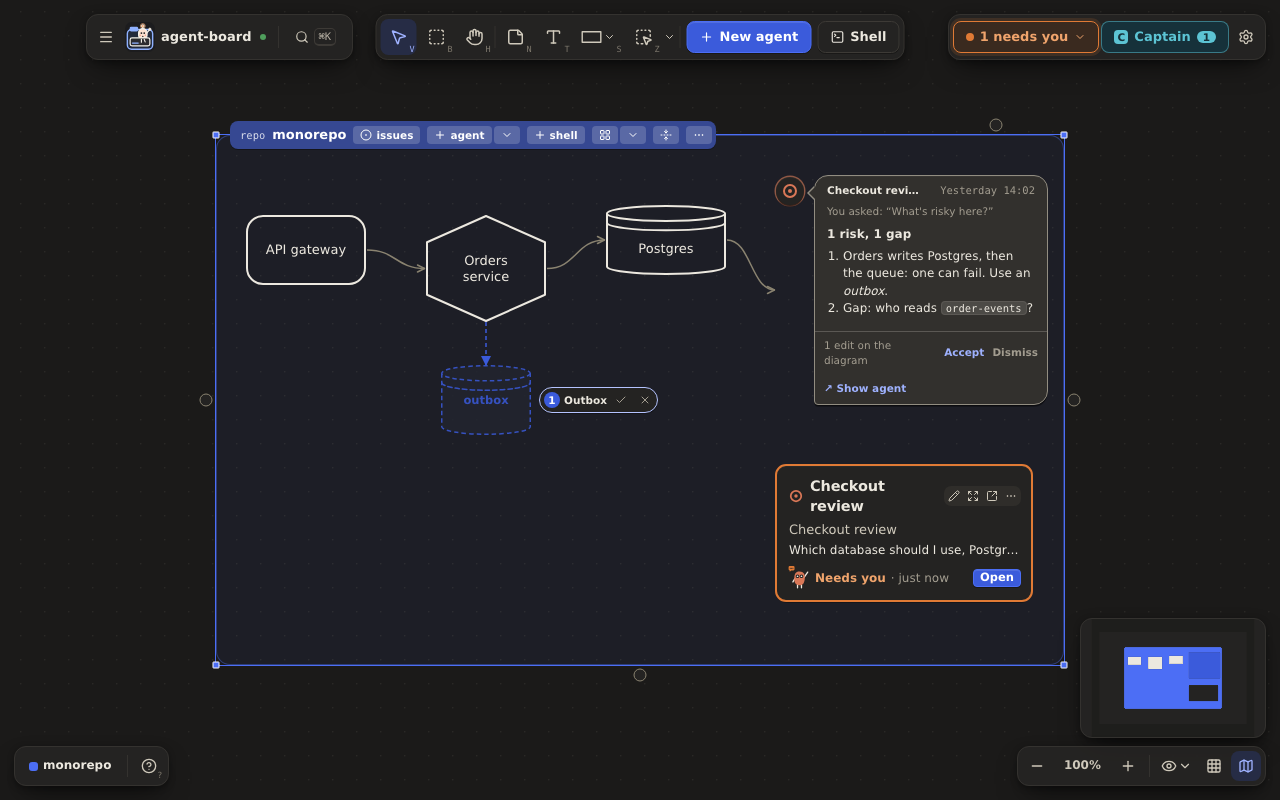 agent-board
⌘K
V
B
H
N
T
S
Z
New agent
Shell
1 needs you
C Captain 1
repo monorepo
issues
agent
shell
API gateway
Orders
service
Postgres
outbox
1 Outbox
Checkout revi… Yesterday 14:02
You asked: “What's risky here?”
1 risk, 1 gap
1. Orders writes Postgres, then
the queue: one can fail. Use an
outbox.
2. Gap: who reads order-events?
1 edit on the
diagram
Accept Dismiss
↗ Show agent
Checkout
review
Checkout review
Which database should I use, Postgr…
Needs you · just now
Open
monorepo
?
100%